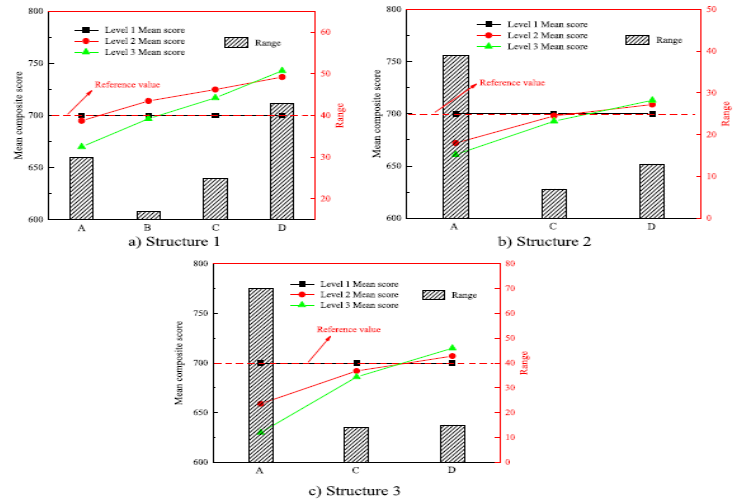 800
750
700
650
600
Mean composite score
Level 1 Mean score
Level 2 Mean score
Level 3 Mean score
Range
Reference value
60
50
40
30
20
Range
A B C D
a) Structure 1
800
750
700
650
600
Mean composite score
Level 1 Mean score
Level 2 Mean score
Level 3 Mean score
Range
Reference value
50
40
30
20
10
0
Range
A C D
b) Structure 2
800
750
700
650
600
Mean composite score
Level 1 Mean score
Level 2 Mean score
Level 3 Mean score
Range
Reference value
80
70
60
50
40
30
20
10
0
Range
A C D
c) Structure 3